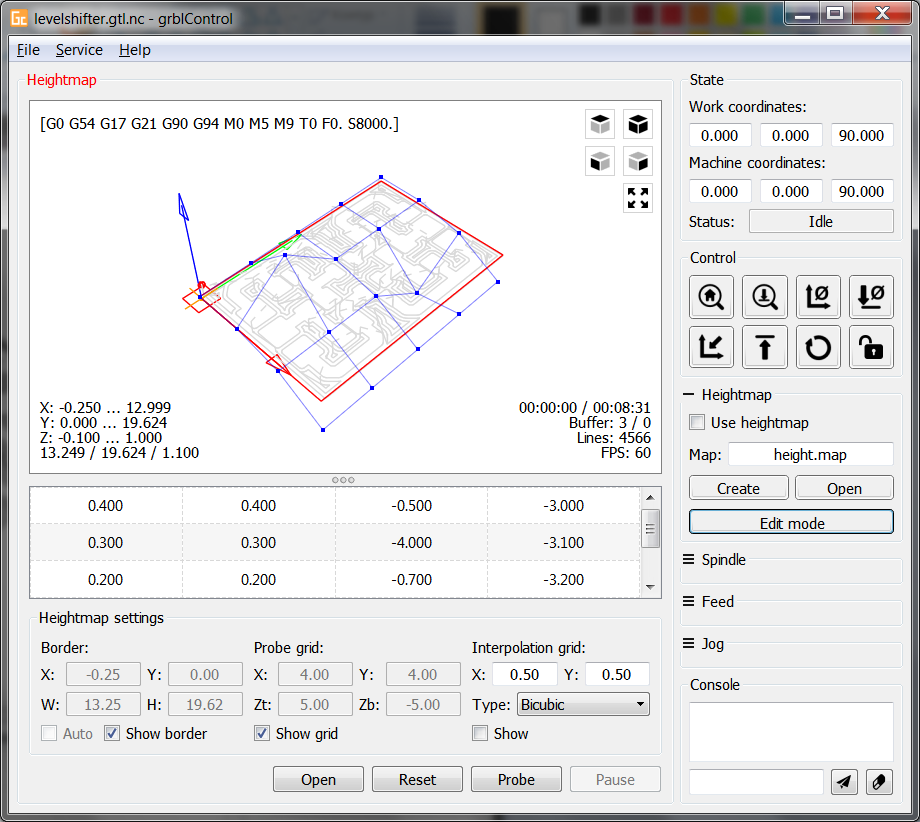 Gc levelshifter.gtl.nc - grblControl
File Service Help
Heightmap
[G0 G54 G17 G21 G90 G94 M0 M5 M9 T0 F0. S8000.]
X: -0.250 ... 12.999
Y: 0.000 ... 19.624
Z: -0.100 ... 1.000
13.249 / 19.624 / 1.100
00:00:00 / 00:08:31
Buffer: 3 / 0
Lines: 4566
FPS: 60
0.400 0.400 -0.500 -3.000
0.300 0.300 -4.000 -3.100
0.200 0.200 -0.700 -3.200
Heightmap settings
Border: Probe grid: Interpolation grid:
X: -0.25 Y: 0.00 X: 4.00 Y: 4.00 X: 0.50 Y: 0.50
W: 13.25 H: 19.62 Zt: 5.00 Zb: -5.00 Type: Bicubic
Auto Show border Show grid Show
Open Reset Probe Pause
State
Work coordinates:
0.000 0.000 90.000
Machine coordinates:
0.000 0.000 90.000
Status: Idle
Control
Heightmap
Use heightmap
Map: height.map
Create Open
Edit mode
Spindle
Feed
Jog
Console